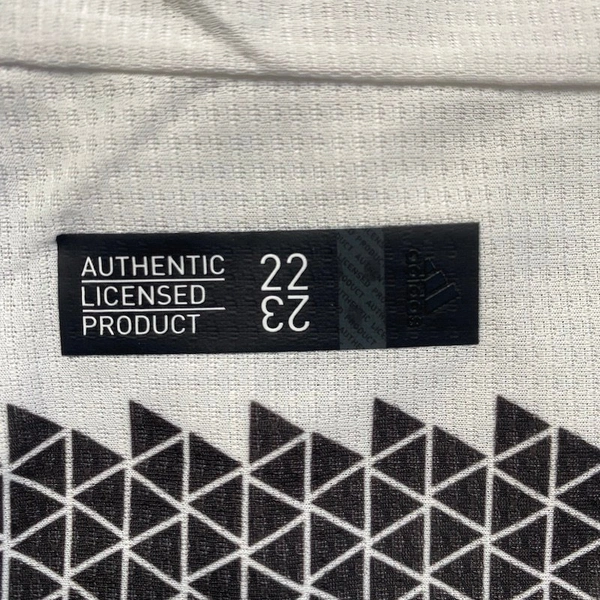 AUTHENTIC
LICENSED
PRODUCT
22
23
adidas